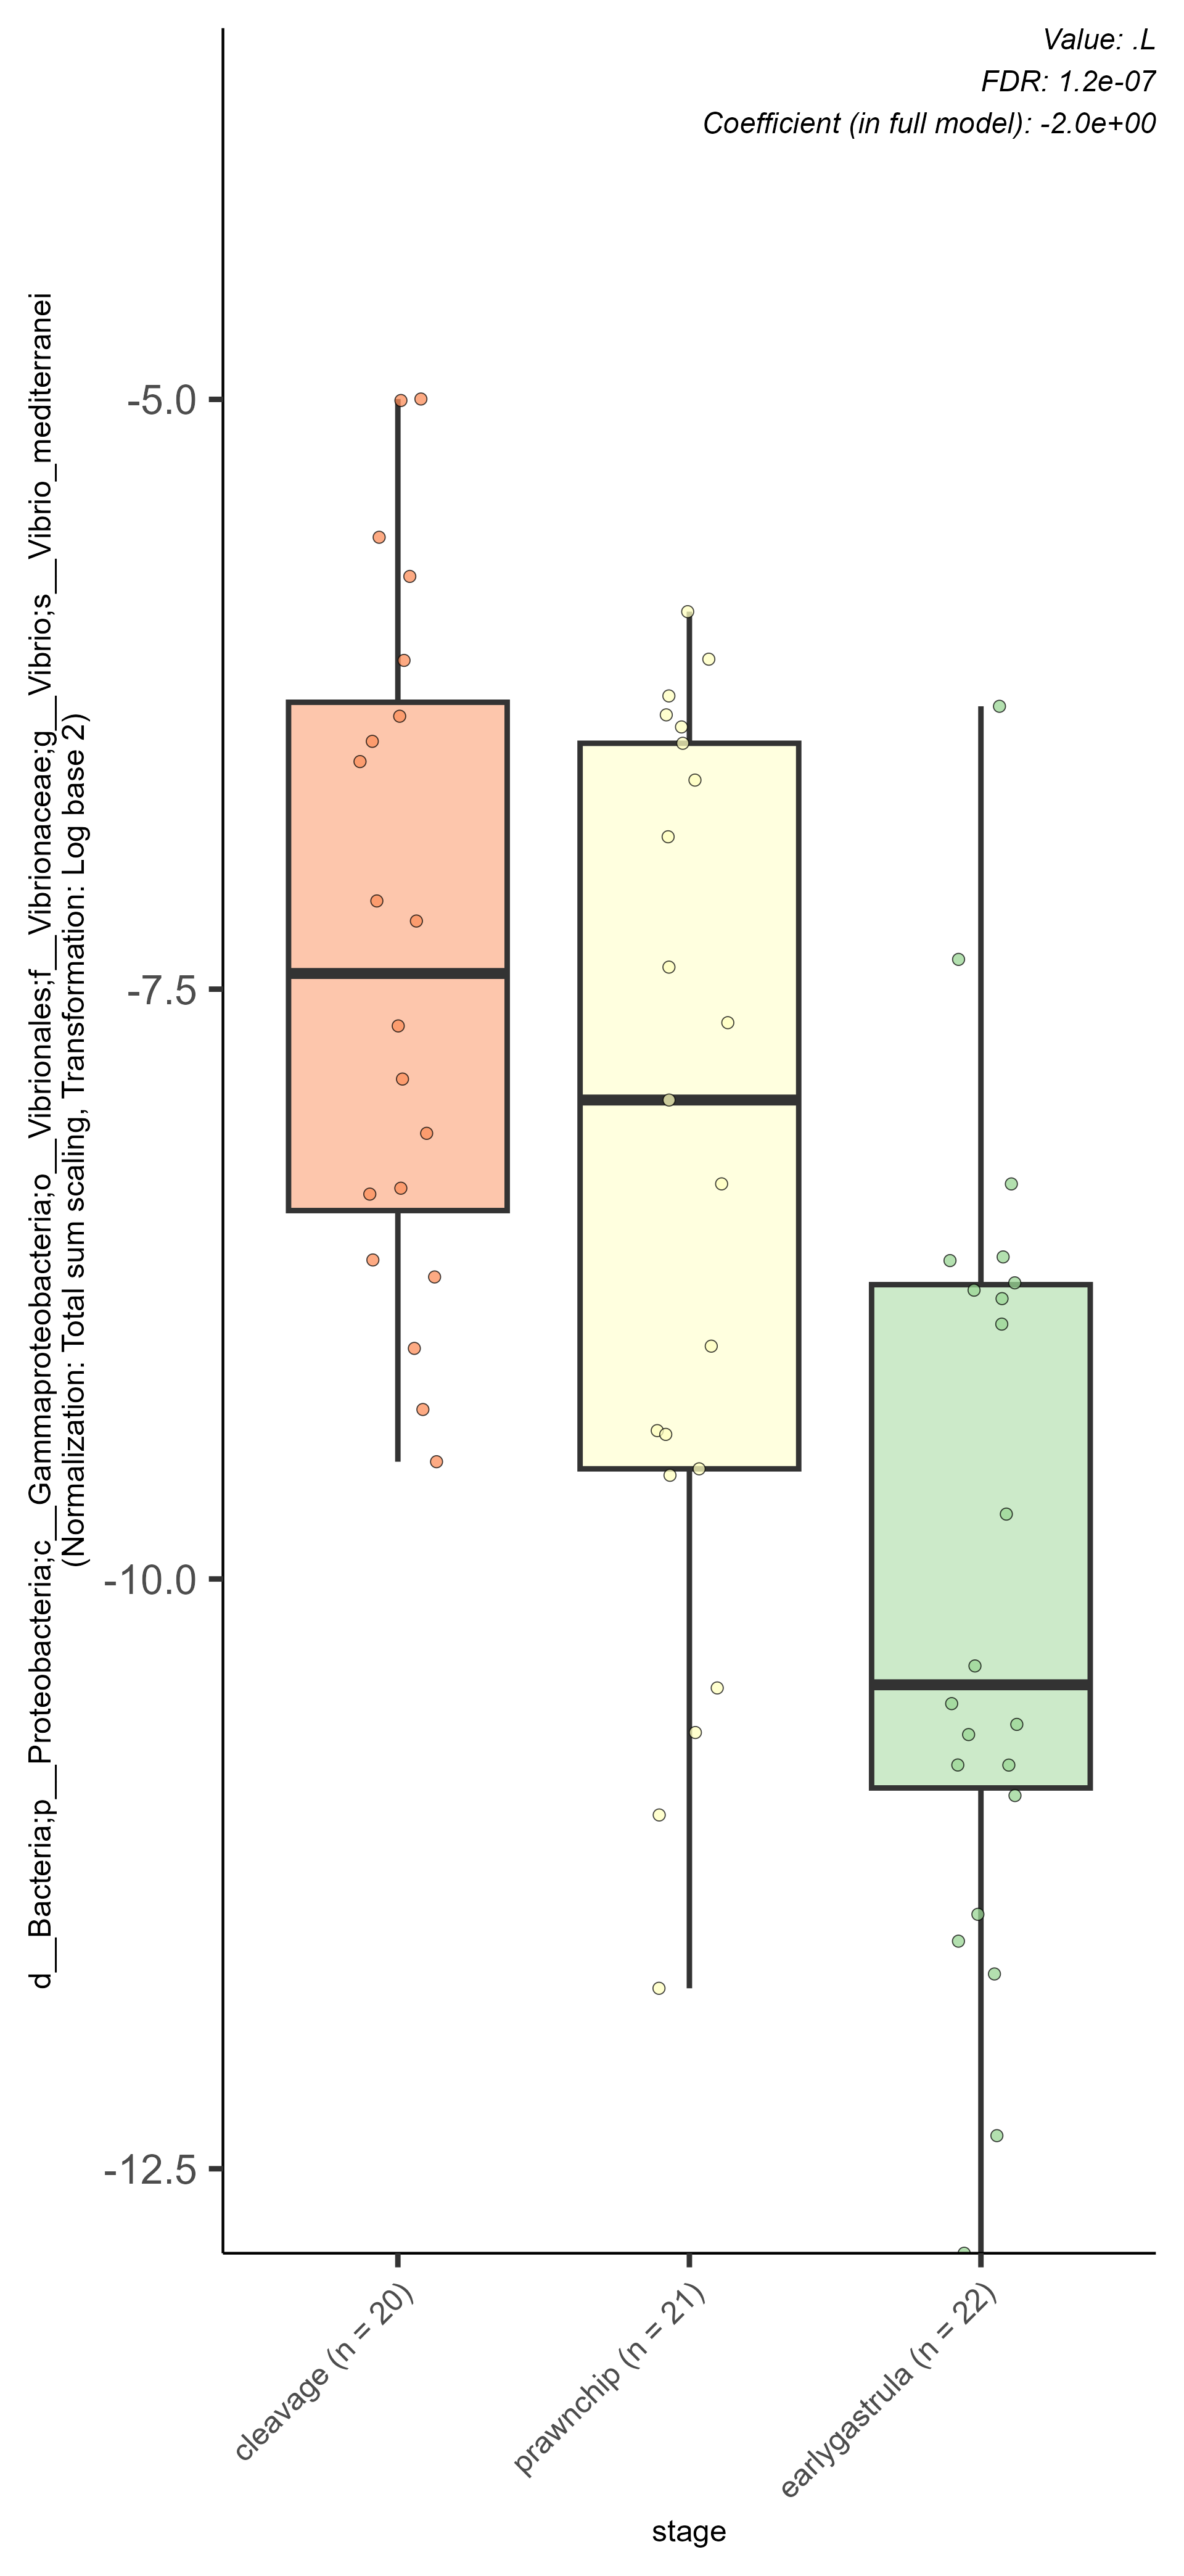 Value: .L
FDR: 1.2e-07
Coefficient (in full model): -2.0e+00
d__Bacteria;p__Proteobacteria;c__Gammaproteobacteria;o__Vibrionales;f__Vibrionaceae;g__Vibrio;s__Vibrio_mediterranei
(Normalization: Total sum scaling, Transformation: Log base 2)
-5.0
-7.5
-10.0
-12.5
cleavage (n = 20)
prawnchip (n = 21)
earlygastrula (n = 22)
stage